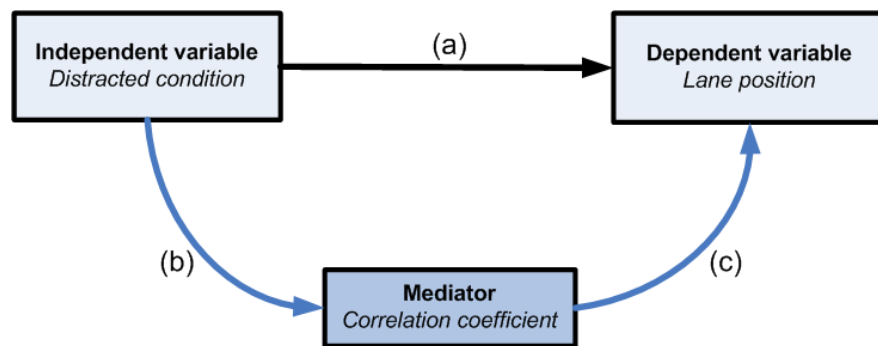 Independent variable
Distracted condition
(a)
Dependent variable
Lane position
(b)
(c)
Mediator
Correlation coefficient